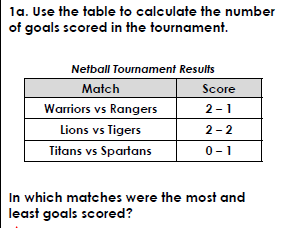 1a. Use the table to calculate the number
of goals scored in the tournament.
Netball Tournament Results
Match Score
Warriors vs Rangers 2 – 1
Lions vs Tigers 2 – 2
Titans vs Spartans 0 – 1
In which matches were the most and
least goals scored?